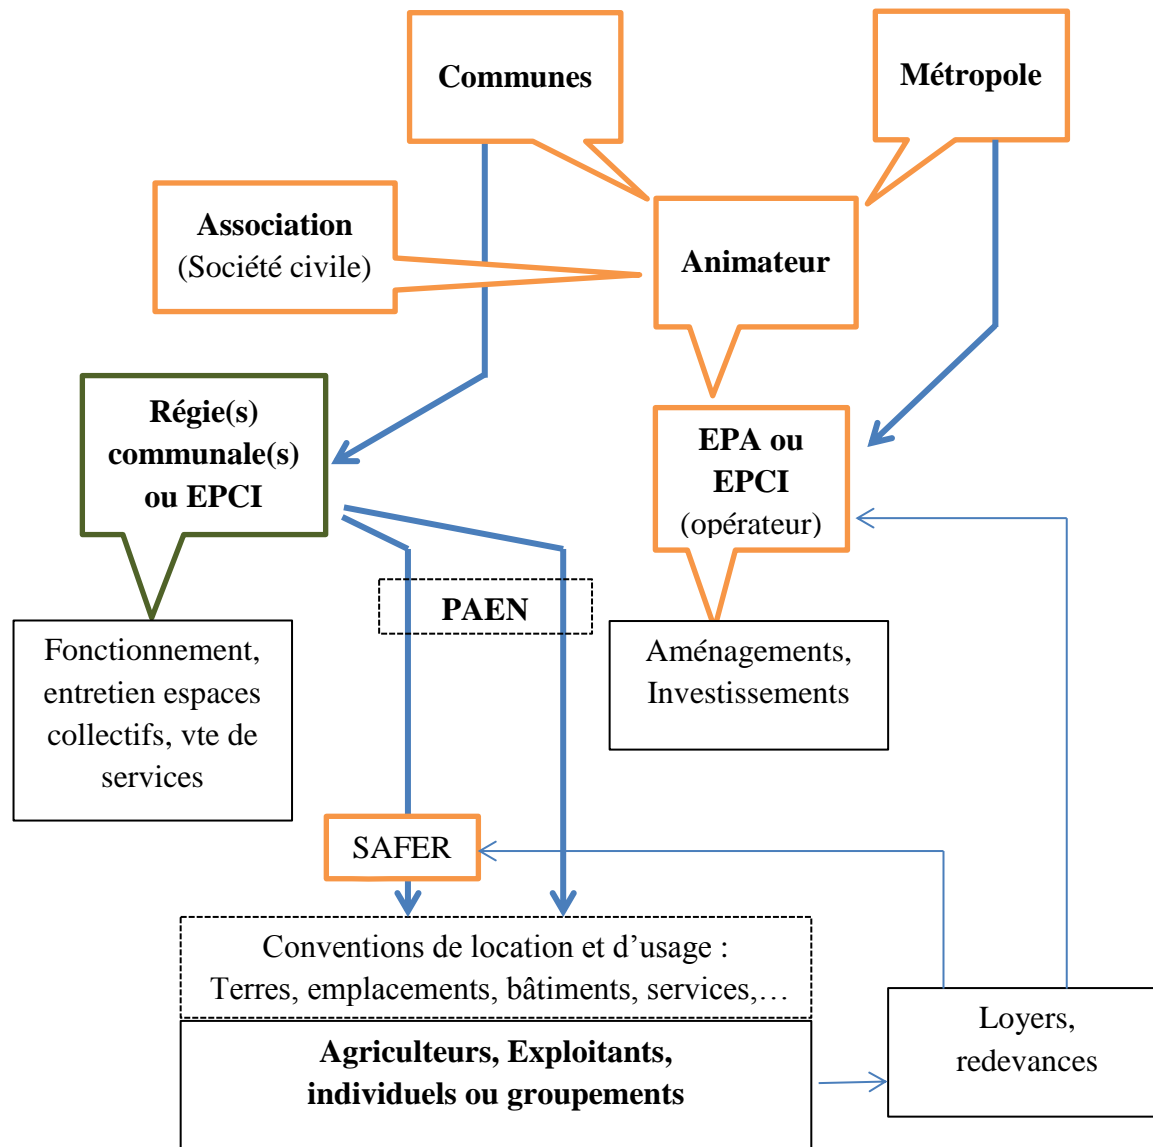 Communes
Métropole
Association
(Société civile)
Animateur
Régie(s)
communale(s)
ou EPCI
EPA ou
EPCI
(opérateur)
PAEN
Fonctionnement,
entretien espaces
collectifs, vte de
services
Aménagements,
Investissements
SAFER
Conventions de location et d’usage :
Terres, emplacements, bâtiments, services,…
Agriculteurs, Exploitants,
individuels ou groupements
Loyers,
redevances